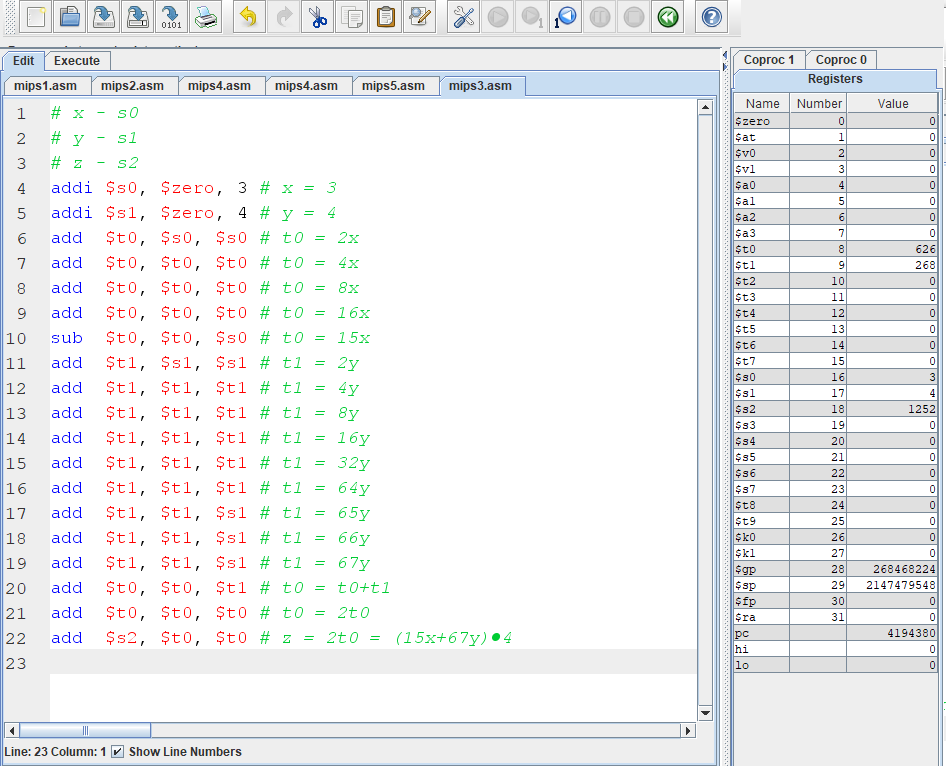 0101
1
1
Edit Execute
mips1.asm mips2.asm mips4.asm mips4.asm mips5.asm mips3.asm
1 # x - s0
2 # y - s1
3 # z - s2
4 addi $s0, $zero, 3 # x = 3
5 addi $s1, $zero, 4 # y = 4
6 add $t0, $s0, $s0 # t0 = 2x
7 add $t0, $t0, $t0 # t0 = 4x
8 add $t0, $t0, $t0 # t0 = 8x
9 add $t0, $t0, $t0 # t0 = 16x
10 sub $t0, $t0, $s0 # t0 = 15x
11 add $t1, $s1, $s1 # t1 = 2y
12 add $t1, $t1, $t1 # t1 = 4y
13 add $t1, $t1, $t1 # t1 = 8y
14 add $t1, $t1, $t1 # t1 = 16y
15 add $t1, $t1, $t1 # t1 = 32y
16 add $t1, $t1, $t1 # t1 = 64y
17 add $t1, $t1, $s1 # t1 = 65y
18 add $t1, $t1, $s1 # t1 = 66y
19 add $t1, $t1, $s1 # t1 = 67y
20 add $t0, $t0, $t1 # t0 = t0+t1
21 add $t0, $t0, $t0 # t0 = 2t0
22 add $s2, $t0, $t0 # z = 2t0 = (15x+67y)•4
23
Line: 23 Column: 1 Show Line Numbers
Coproc 1 Coproc 0
Registers
Name Number Value
$zero 0 0
$at 1 0
$v0 2 0
$v1 3 0
$a0 4 0
$a1 5 0
$a2 6 0
$a3 7 0
$t0 8 626
$t1 9 268
$t2 10 0
$t3 11 0
$t4 12 0
$t5 13 0
$t6 14 0
$t7 15 0
$s0 16 3
$s1 17 4
$s2 18 1252
$s3 19 0
$s4 20 0
$s5 21 0
$s6 22 0
$s7 23 0
$t8 24 0
$t9 25 0
$k0 26 0
$k1 27 0
$gp 28 268468224
$sp 29 2147479548
$fp 30 0
$ra 31 0
pc 4194380
hi 0
lo 0